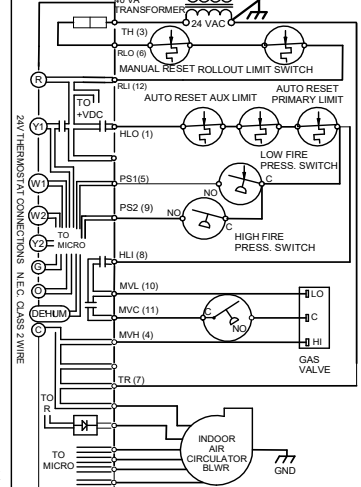 40 VA
TRANSFORMER
24 VAC
TH (3)
RLO (6)
MANUAL RESET ROLLOUT LIMIT SWITCH
R
RLI (12)
TO
+VDC
AUTO RESET AUX LIMIT
AUTO RESET
PRIMARY LIMIT
Y1
HLO (1)
LOW FIRE
PRESS. SWITCH
W1
PS1(5)
C
NO
W2
PS2 (9)
NO
C
Y2
TO
MICRO
HIGH FIRE
PRESS. SWITCH
G
HLI (8)
O
MVL (10)
LO
DEHUM
MVC (11)
C
NO
C
C
MVH (4)
HI
GAS
VALVE
TR (7)
24V THERMOSTAT CONNECTIONS N.E.C. CLASS 2 WIRE
TO
R
TO
MICRO
INDOOR
AIR
CIRCULATOR
BLWR
GND